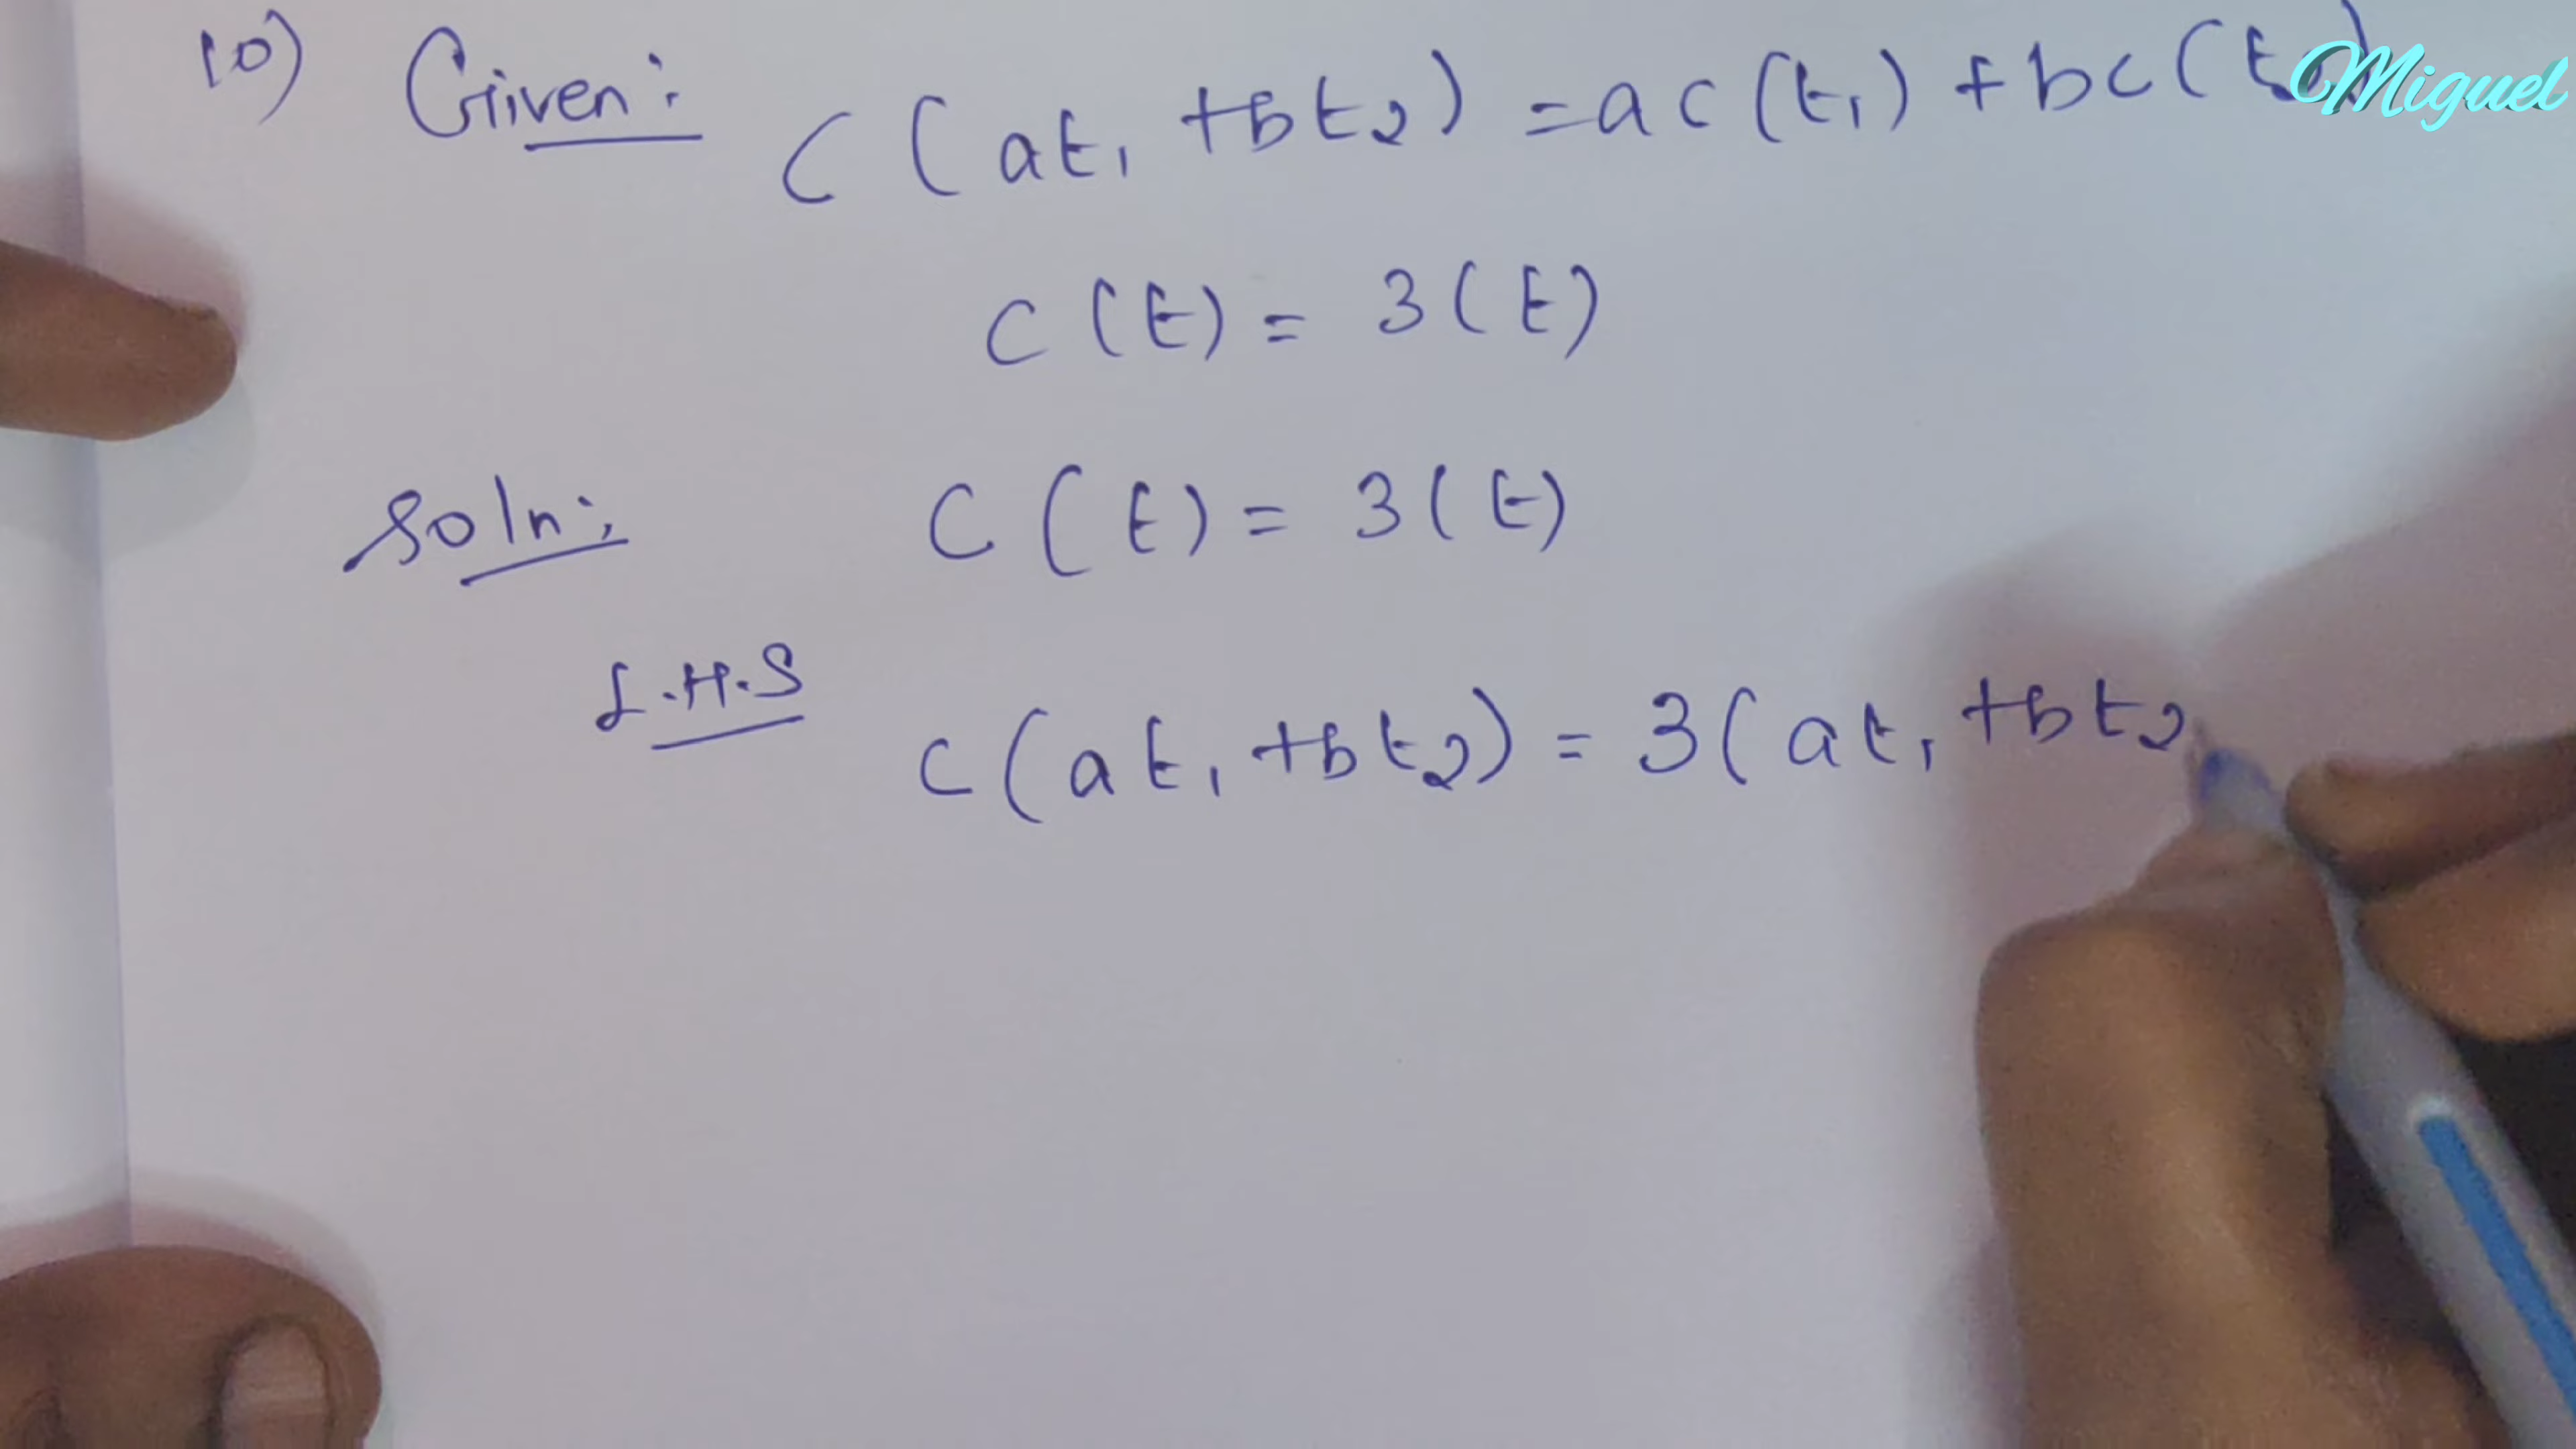 10) Given: C (at1 + bt2) = ac (t1) + bc (t2)
Miguel
C (t) = 3 (t)
Soln: C (t) = 3 (t)
L.H.S C (at1 + bt2) = 3 (at1 + bt2